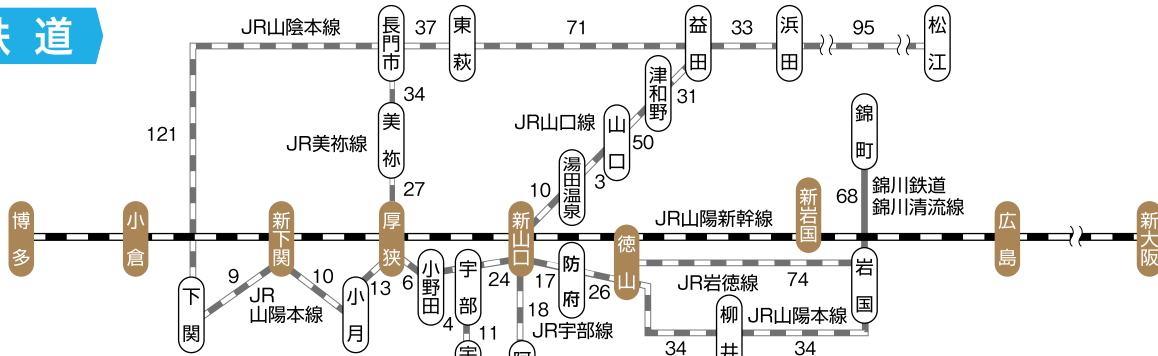 鉄道
JR山陰本線
長門市
37
東萩
71
益田
33
浜田
95
松江
34
津和野
31
121
JR美祢線
美祢
JR山口線
山口
50
錦町
湯田温泉
3
10
27
68
錦川鉄道
錦川清流線
博多
小倉
新下関
厚狭
新山口
徳山
JR山陽新幹線
新岩国
広島
新大阪
下関
9
JR
山陽本線
10
小月
13
6
小野田
4
宇部
11
24
17
18
防府
26
JR宇部線
JR岩徳線
74
岩国
柳井
JR山陽本線
34
34